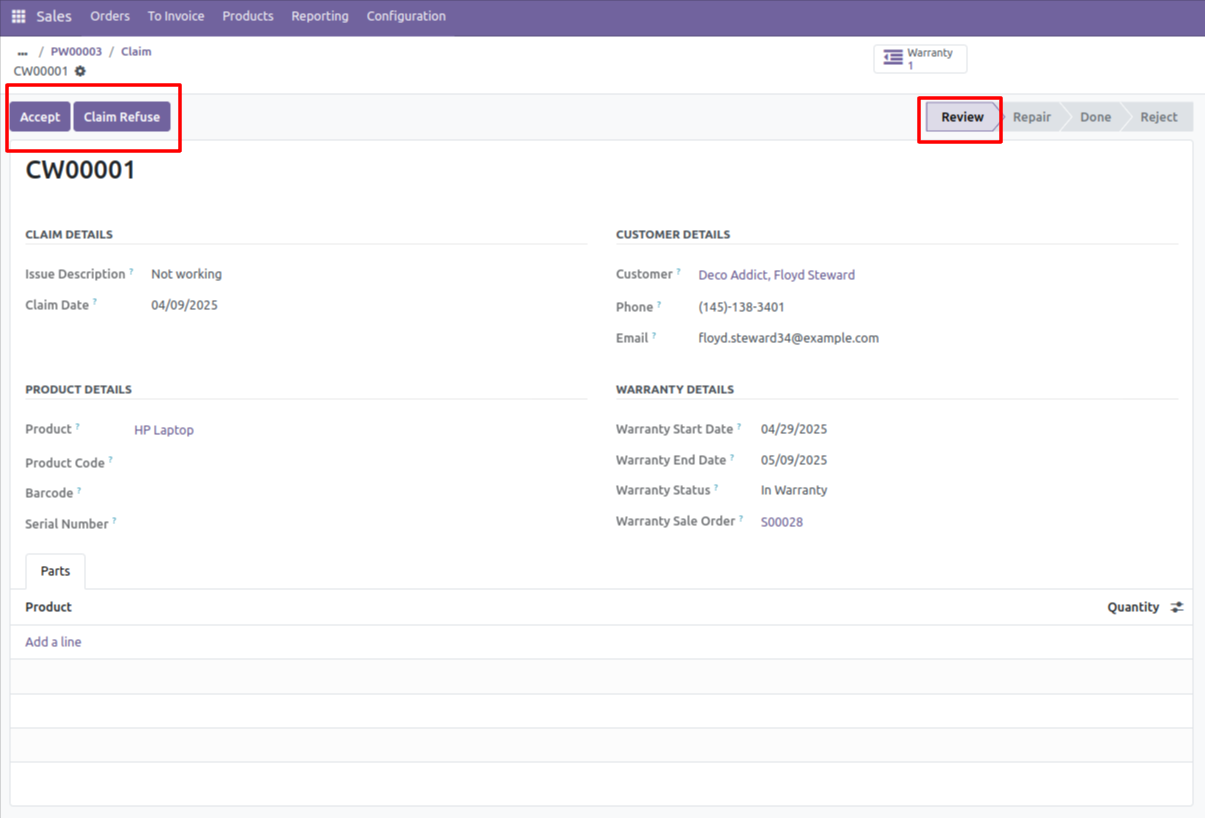 Sales Orders To Invoice Products Reporting Configuration
... / PW00003 / Claim
CW00001
Warranty
1
Accept Claim Refuse
Review Repair Done Reject
CW00001
CLAIM DETAILS
Issue Description ? Not working
Claim Date ? 04/09/2025
CUSTOMER DETAILS
Customer ? Deco Addict, Floyd Steward
Phone ? (145)-138-3401
Email ? floyd.steward34@example.com
PRODUCT DETAILS
Product ? HP Laptop
Product Code ?
Barcode ?
Serial Number ?
WARRANTY DETAILS
Warranty Start Date ? 04/29/2025
Warranty End Date ? 05/09/2025
Warranty Status ? In Warranty
Warranty Sale Order ? S00028
Parts
Product Quantity
Add a line